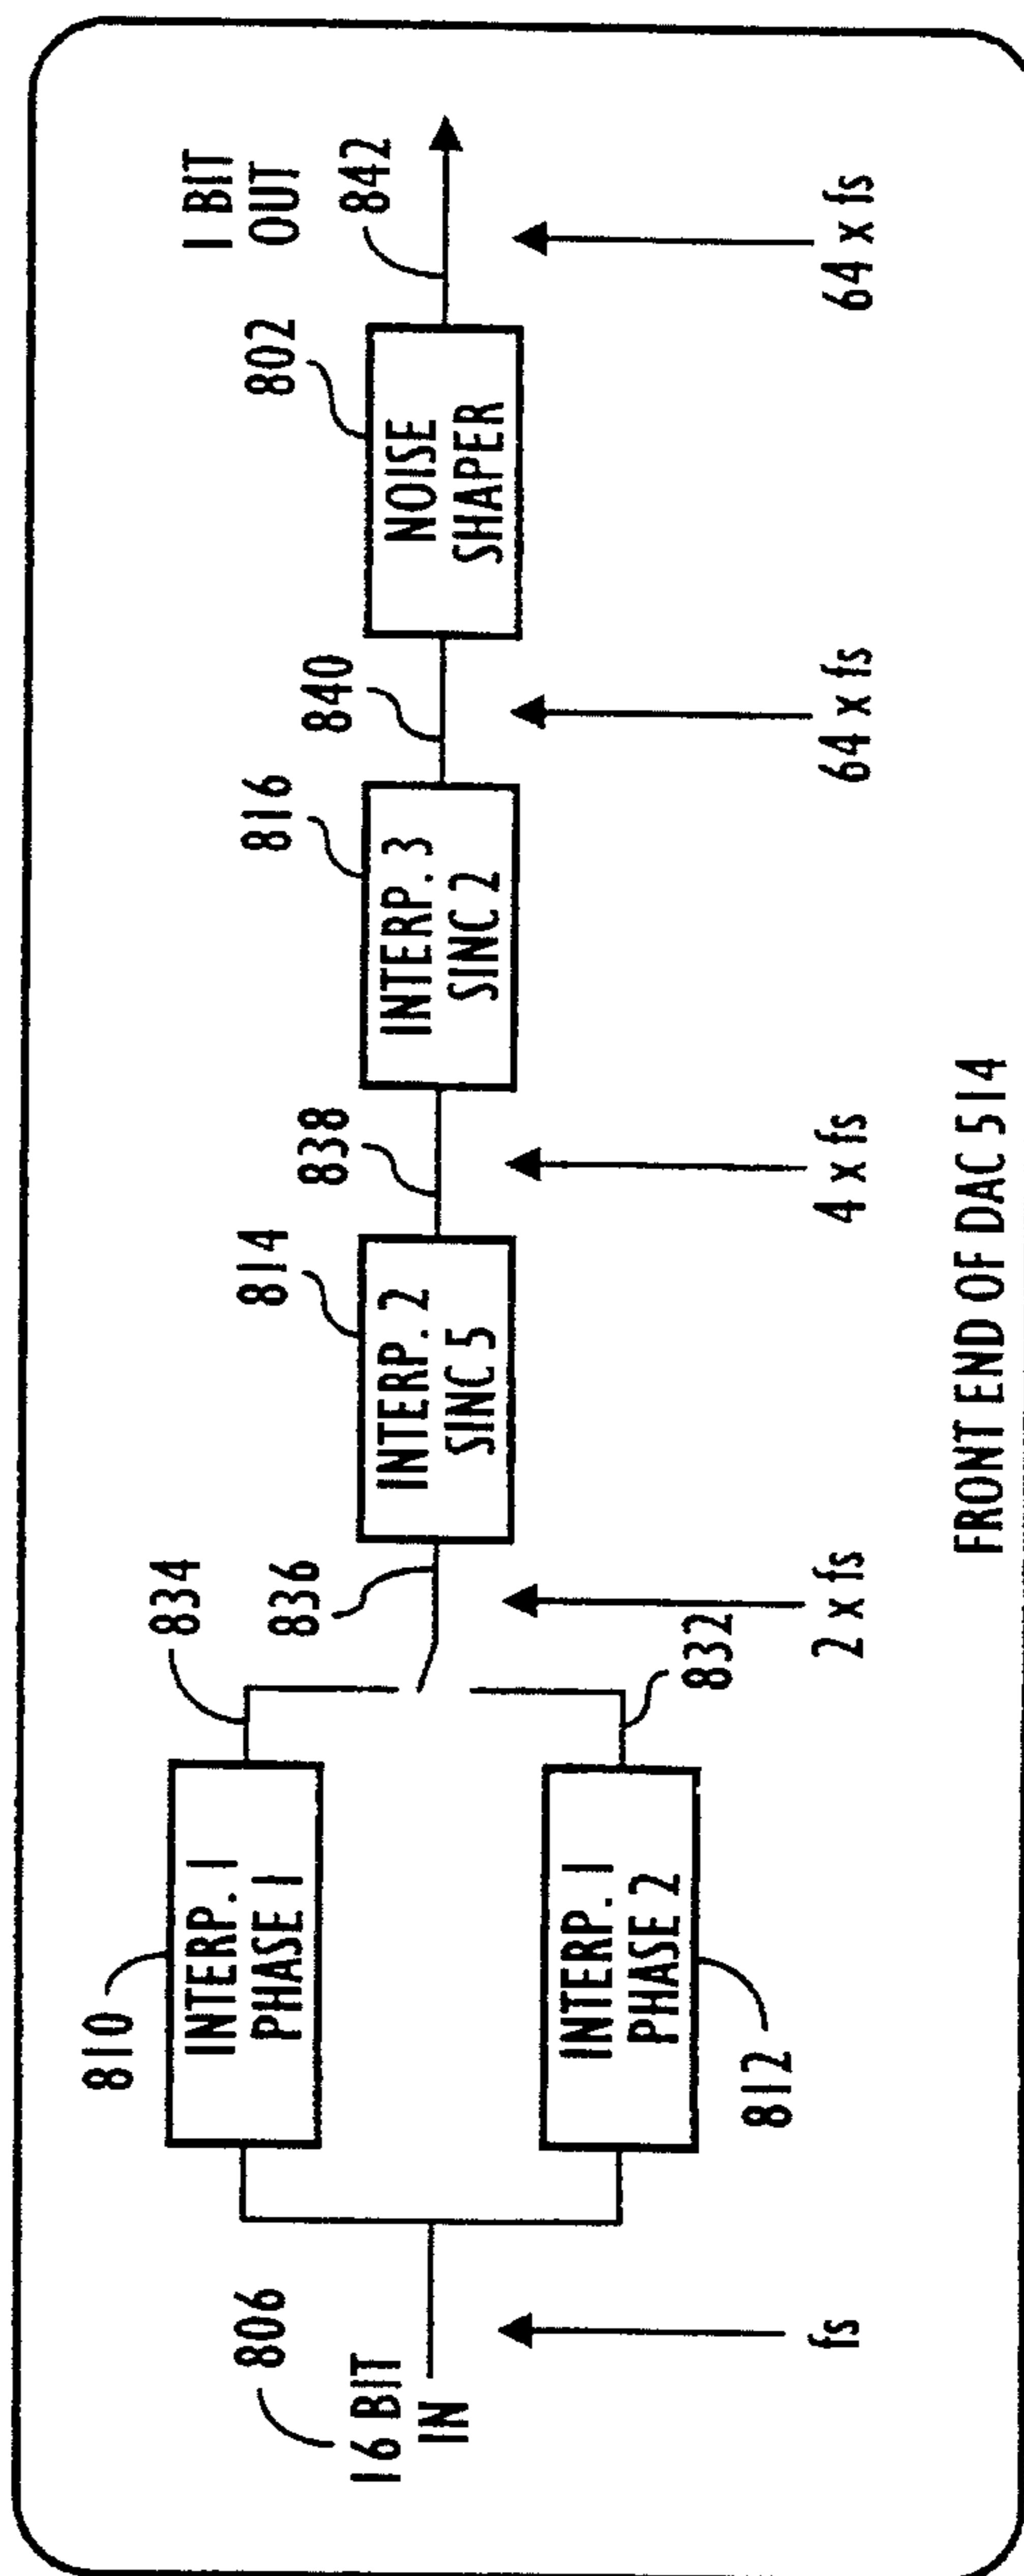 806
16 BIT
IN
fs
810
INTERP. 1
PHASE 1
834
812
INTERP. 1
PHASE 2
832
836
2 x fs
814
INTERP. 2
SINC 5
838
4 x fs
816
INTERP. 3
SINC 2
840
64 x fs
802
NOISE
SHAPER
1 BIT
OUT
842
64 x fs
FRONT END OF DAC 514